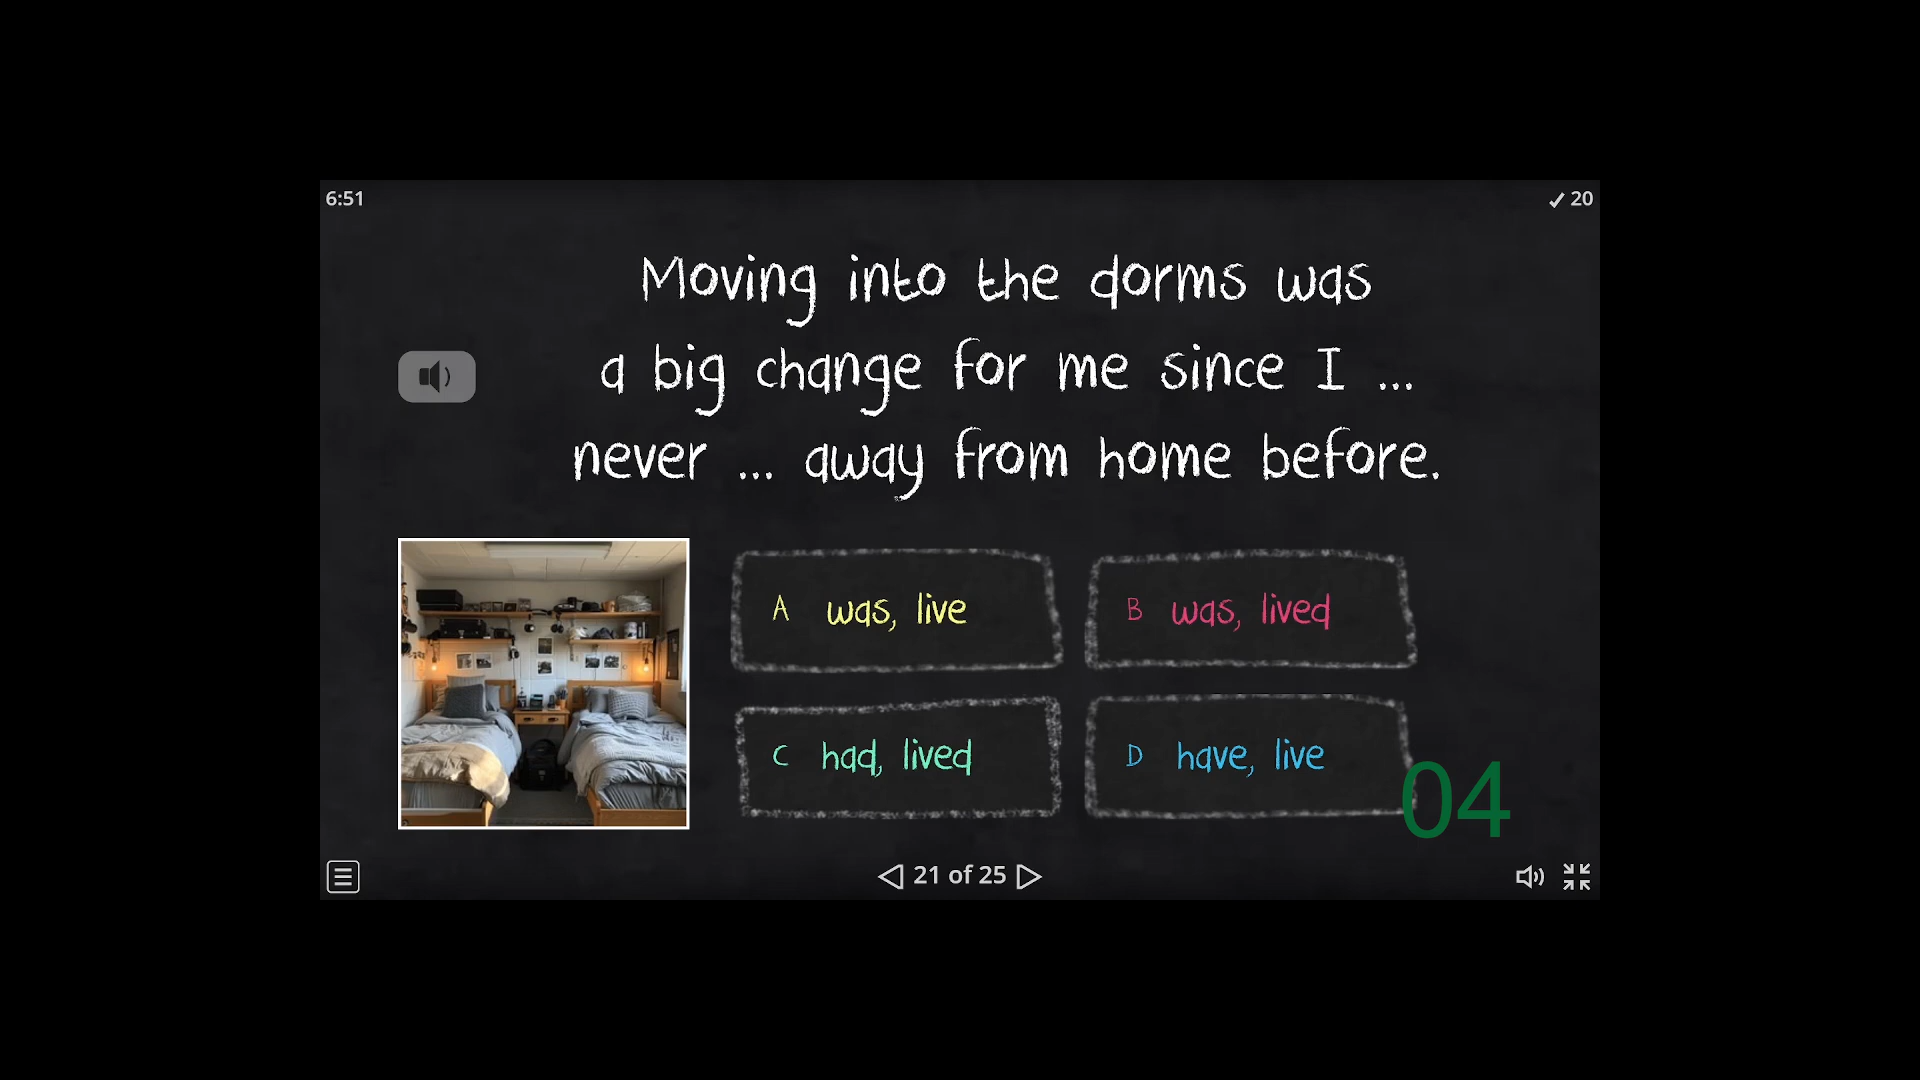 6:51
20
Moving into the dorms was
a big change for me since I ...
never ... away from home before.
A was, live
B was, lived
C had, lived
D have, live
04
21 of 25